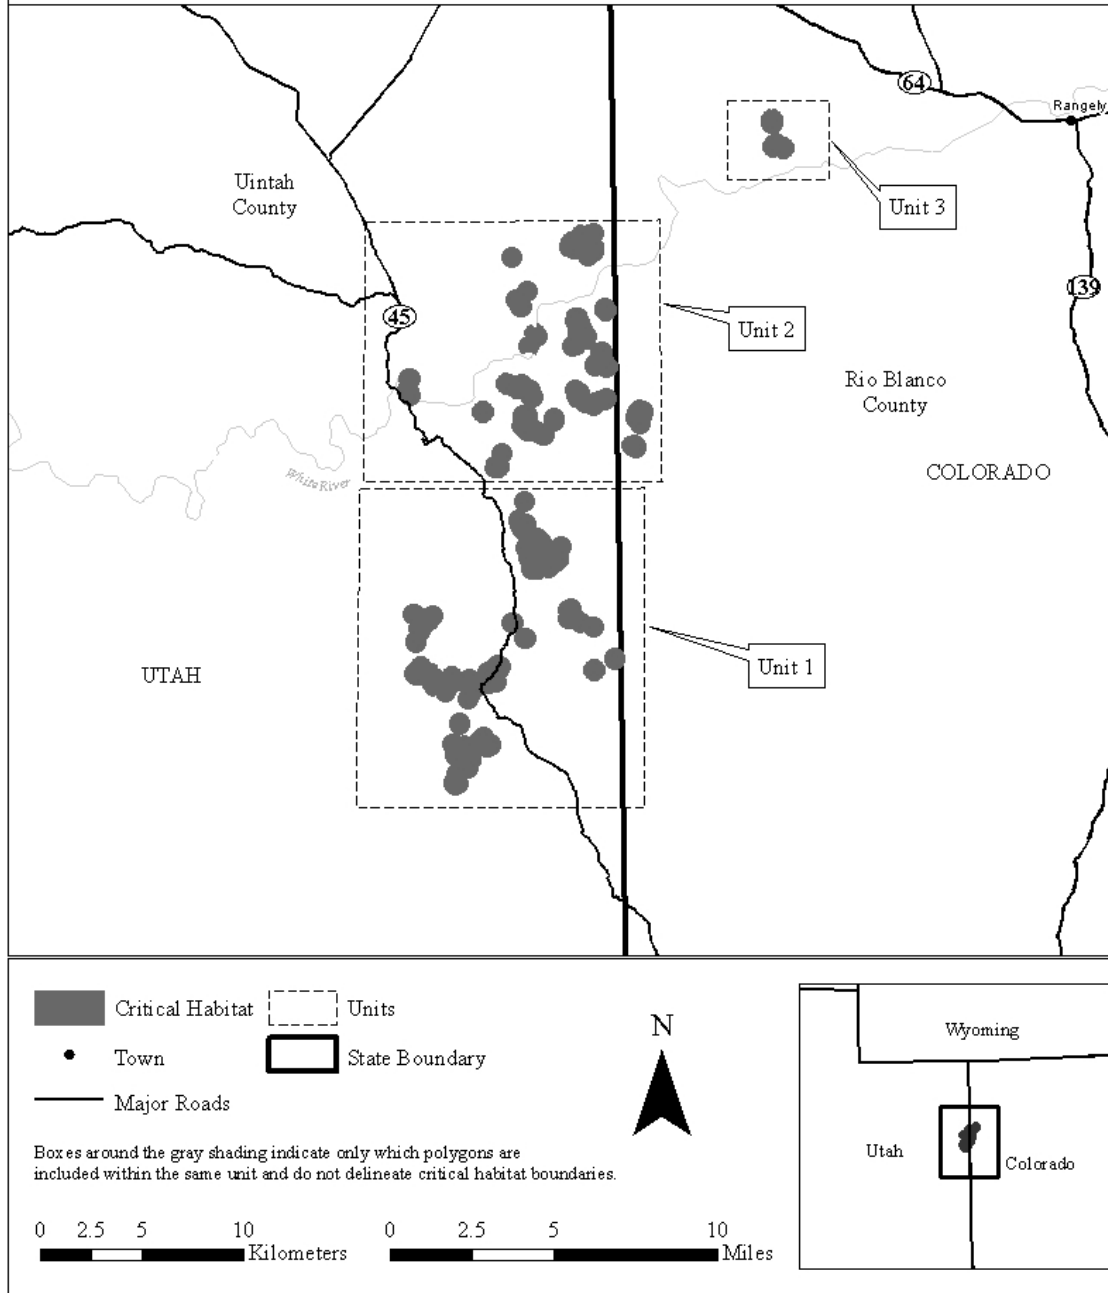 64
Rangely
Uintah
County
Unit 3
139
45
Unit 2
Rio Blanco
County
COLORADO
White River
UTAH
Unit 1
Critical Habitat
Units
Town
State Boundary
Major Roads
N
Boxes around the gray shading indicate only which polygons are
included within the same unit and do not delineate critical habitat boundaries.
0 2.5 5 10
Kilometers
0 2.5 5 10
Miles
Wyoming
Utah
Colorado